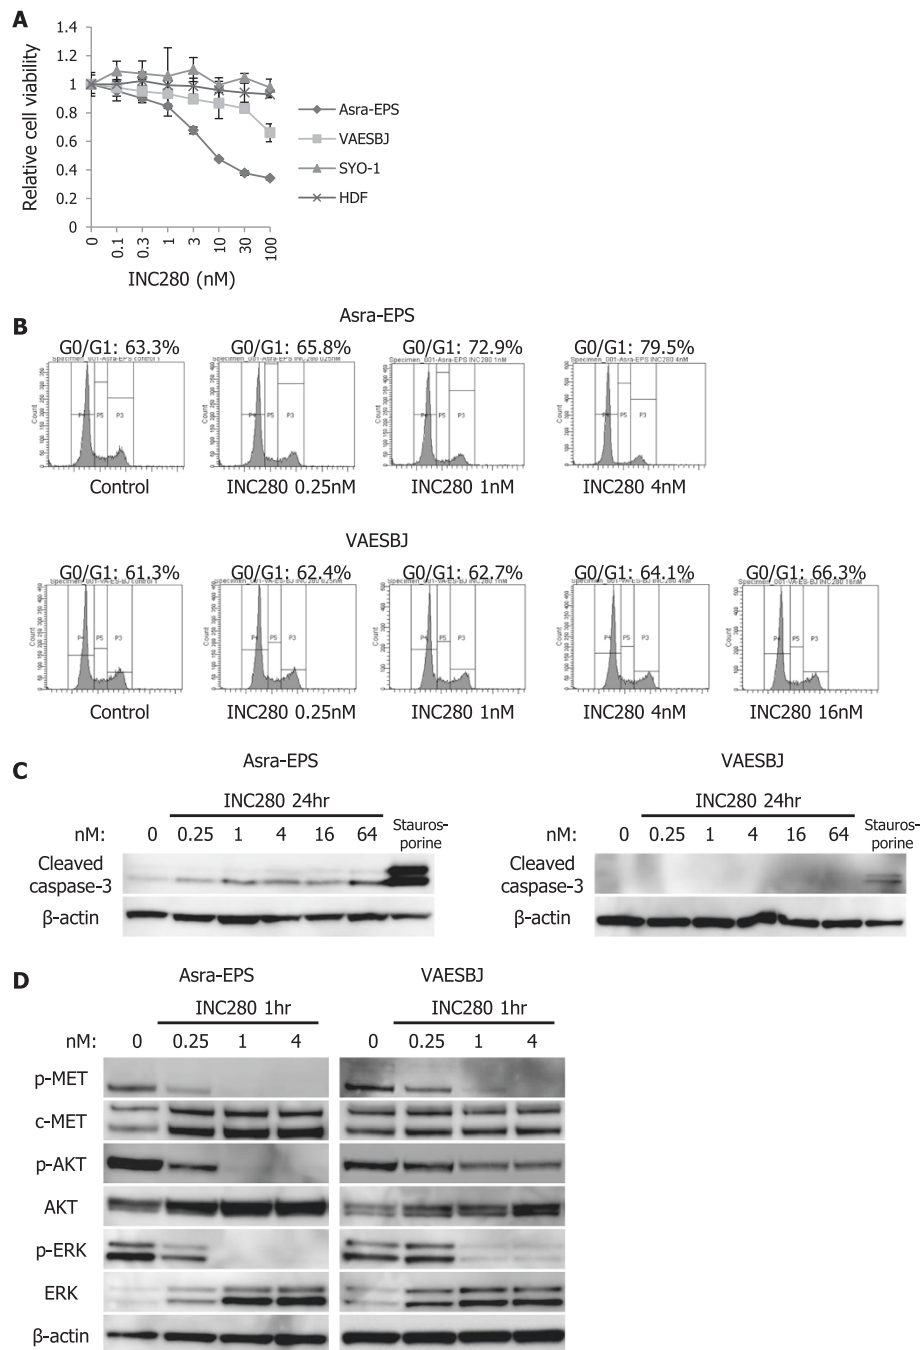 A
1.4
1.2
1
0.8
0.6
0.4
0.2
0
Relative cell viability
0 0.1 0.3 1 3 10 30 100
INC280 (nM)
Asra-EPS
VAESBJ
SYO-1
HDF
B
Asra-EPS
G0/G1: 63.3% G0/G1: 65.8% G0/G1: 72.9% G0/G1: 79.5%
Count P5 P3
Control INC280 0.25nM INC280 1nM INC280 4nM
VAESBJ
G0/G1: 61.3% G0/G1: 62.4% G0/G1: 62.7% G0/G1: 64.1% G0/G1: 66.3%
Count P4 P5 P3
Control INC280 0.25nM INC280 1nM INC280 4nM INC280 16nM
C
Asra-EPS VAESBJ
INC280 24hr INC280 24hr
nM: 0 0.25 1 4 16 64 Stauros-porine nM: 0 0.25 1 4 16 64 Stauros-porine
Cleaved caspase-3 Cleaved caspase-3
β-actin β-actin
D
Asra-EPS VAESBJ
INC280 1hr INC280 1hr
nM: 0 0.25 1 4 0 0.25 1 4
p-MET
c-MET
p-AKT
AKT
p-ERK
ERK
β-actin